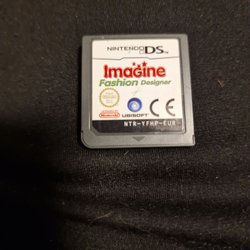 NINTENDO DS
Imagine
Fashion Designer
UBISOFT
CE
NTR-YFHP-EUR